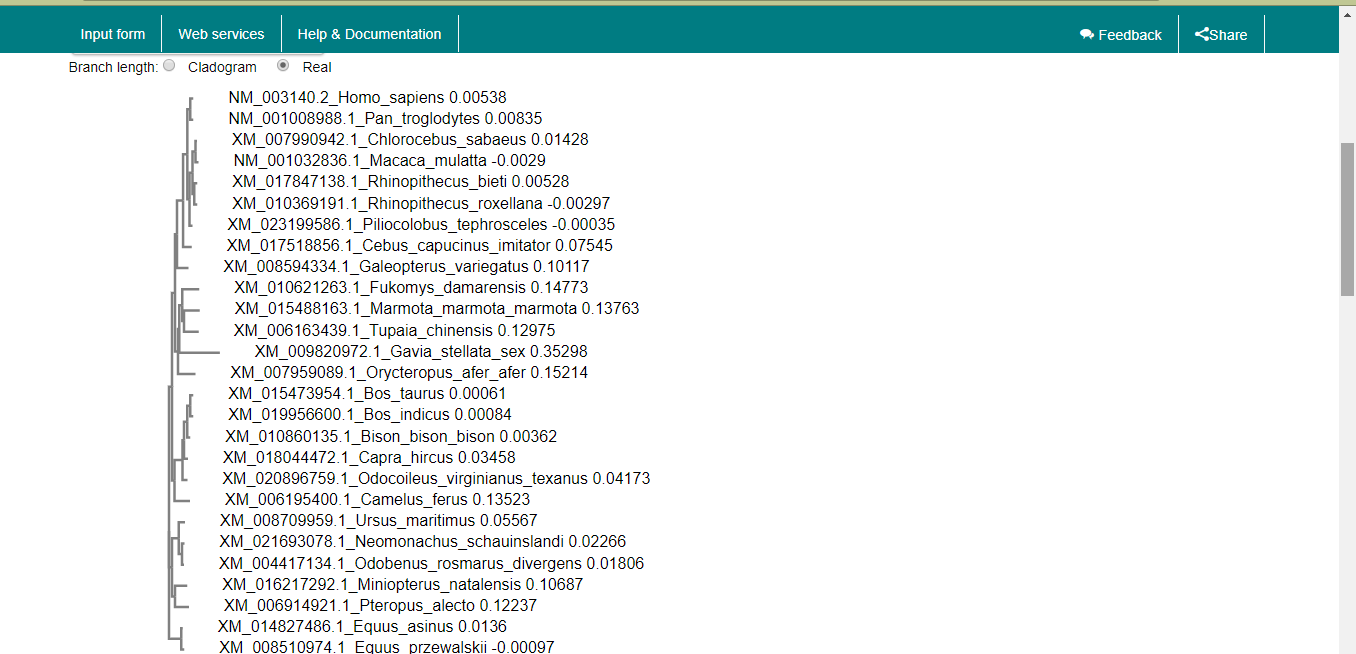 Input form Web services Help & Documentation Feedback Share
Branch length: Cladogram Real
NM_003140.2_Homo_sapiens 0.00538
NM_001008988.1_Pan_troglodytes 0.00835
XM_007990942.1_Chlorocebus_sabaeus 0.01428
NM_001032836.1_Macaca_mulatta -0.0029
XM_017847138.1_Rhinopithecus_bieti 0.00528
XM_010369191.1_Rhinopithecus_roxellana -0.00297
XM_023199586.1_Piliocolobus_tephrosceles -0.00035
XM_017518856.1_Cebus_capucinus_imitator 0.07545
XM_008594334.1_Galeopterus_variegatus 0.10117
XM_010621263.1_Fukomys_damarensis 0.14773
XM_015488163.1_Marmota_marmota_marmota 0.13763
XM_006163439.1_Tupaia_chinensis 0.12975
XM_009820972.1_Gavia_stellata_sex 0.35298
XM_007959089.1_Orycteropus_afer_afer 0.15214
XM_015473954.1_Bos_taurus 0.00061
XM_019956600.1_Bos_indicus 0.00084
XM_010860135.1_Bison_bison_bison 0.00362
XM_018044472.1_Capra_hircus 0.03458
XM_020896759.1_Odocoileus_virginianus_texanus 0.04173
XM_006195400.1_Camelus_ferus 0.13523
XM_008709959.1_Ursus_maritimus 0.05567
XM_021693078.1_Neomonachus_schauinslandi 0.02266
XM_004417134.1_Odobenus_rosmarus_divergens 0.01806
XM_016217292.1_Miniopterus_natalensis 0.10687
XM_006914921.1_Pteropus_alecto 0.12237
XM_014827486.1_Equus_asinus 0.0136
XM_008510974.1_Equus_przewalskii -0.00097